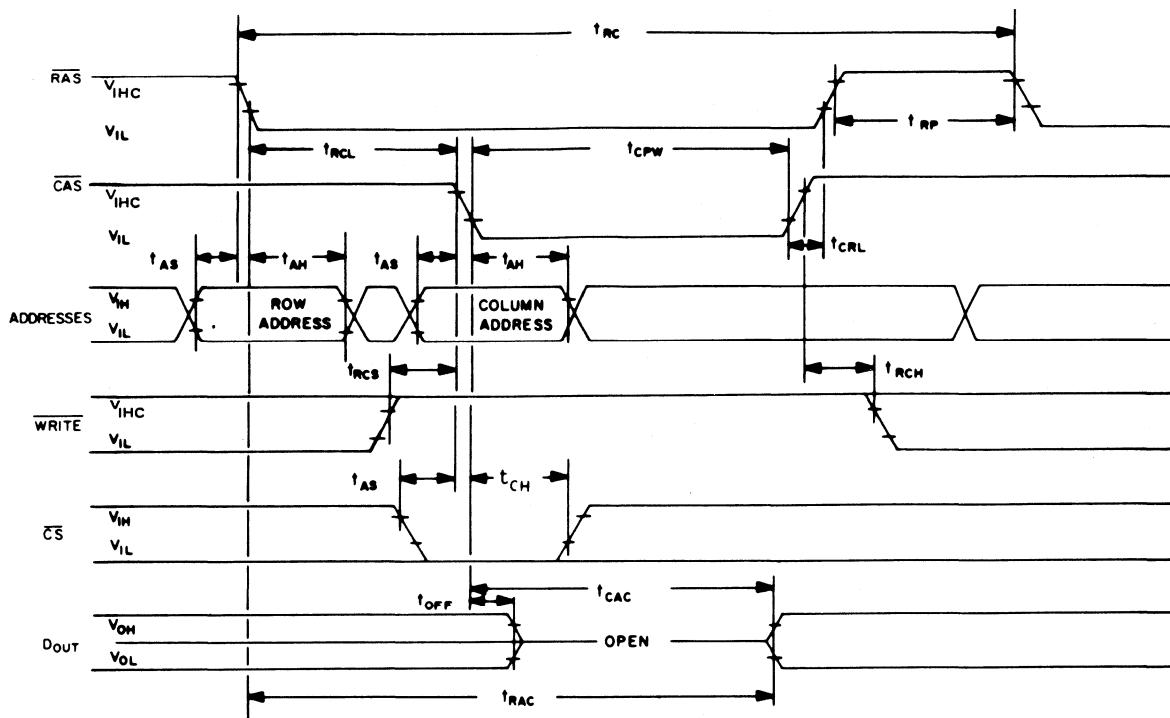 tRC
RAS
VIHC
VIL
tRP
tRCL
tCPW
CAS
VIHC
VIL
tCRL
tAS
tAH
tAS
tAH
ADDRESSES
VIH
VIL
ROW
ADDRESS
COLUMN
ADDRESS
tRCS
tRCH
WRITE
VIHC
VIL
tAS
tCH
CS
VIH
VIL
tOFF
tCAC
DOUT
VOH
VOL
OPEN
tRAC